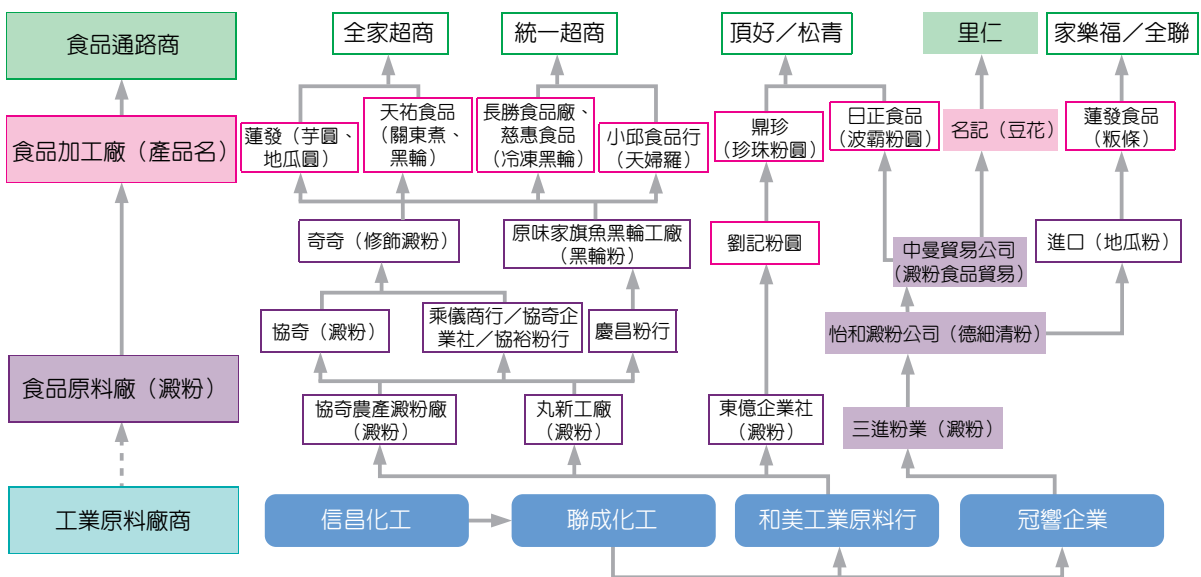 食品通路商
全家超商
統一超商
頂好／松青
里仁
家樂福／全聯
食品加工廠（產品名）
蓮發（芋圓、
地瓜圓）
天祐食品
（關東煮、
黑輪）
長勝食品廠、
慈惠食品
（冷凍黑輪）
小邱食品行
（天婦羅）
鼎珍
（珍珠粉圓）
日正食品
（波霸粉圓）
名記（豆花）
蓮發食品
（粄條）
奇奇（修飾澱粉）
原味家旗魚黑輪工廠
（黑輪粉）
劉記粉圓
中曼貿易公司
（澱粉食品貿易）
進口（地瓜粉）
協奇（澱粉）
乘儀商行／協奇企
業社／協裕粉行
慶昌粉行
怡和澱粉公司（德細清粉）
食品原料廠（澱粉）
協奇農產澱粉廠
（澱粉）
丸新工廠
（澱粉）
東億企業社
（澱粉）
三進粉業（澱粉）
工業原料廠商
信昌化工
聯成化工
和美工業原料行
冠響企業